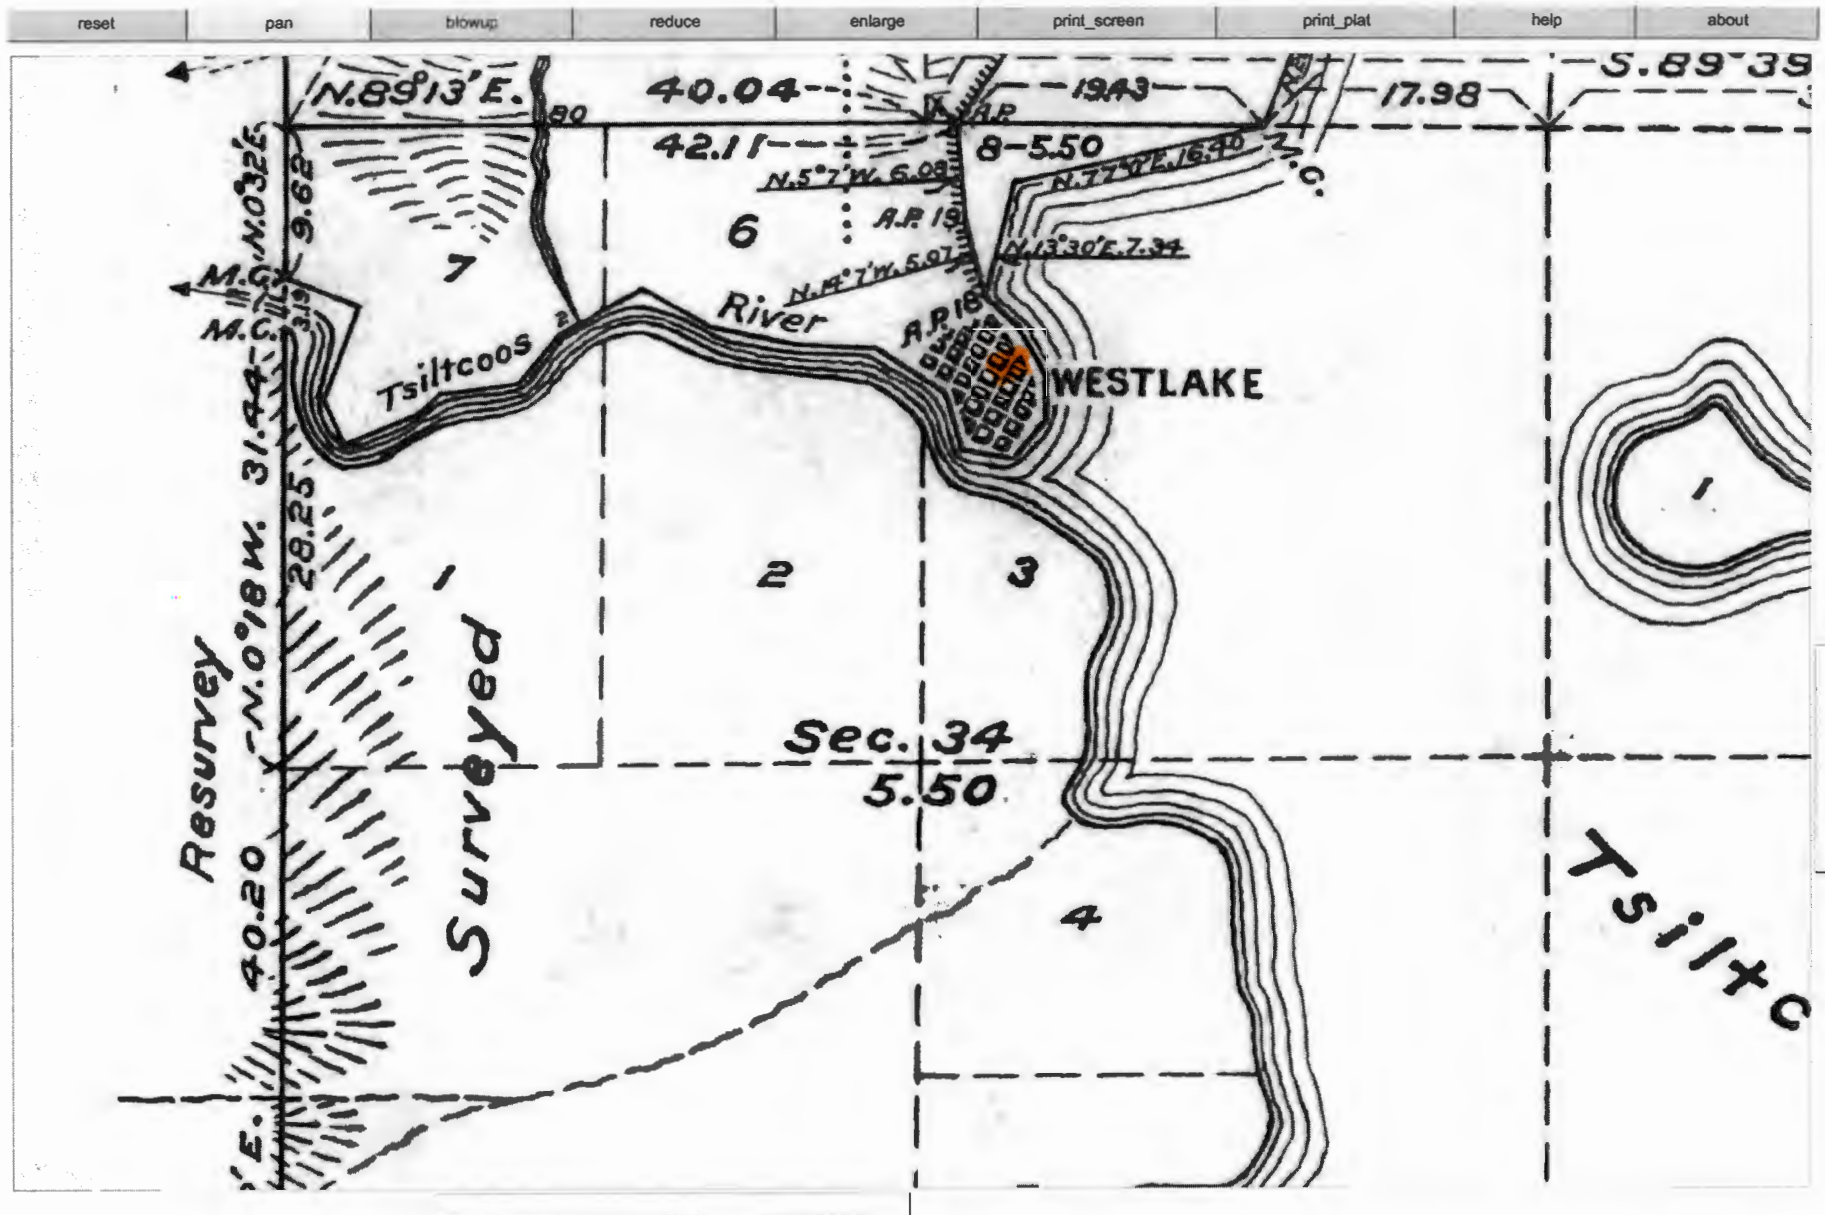 reset pan blowup reduce enlarge print_screen print_plat help about
N.89°13'E. 40.04 19.43 17.98 S.89°39
80 A.P.
42.11 8-5.50
N.5°7'W. 6.08 N.77°0'E. 16.40 M.C.
N.0°32'E. 9.62
6 A.P. 19
7 N.13°30'E. 7.34
N.14°7'W. 5.07
M.C.
3.19
M.C.
River A.P. 18
2
Tsiltcoos
WESTLAKE
1
N.0°18'W. 31.44
28.25
1 2 3
Resurvey
Surveyed
Sec. 34
5.50
40.20
4
Tsiltc
'E.